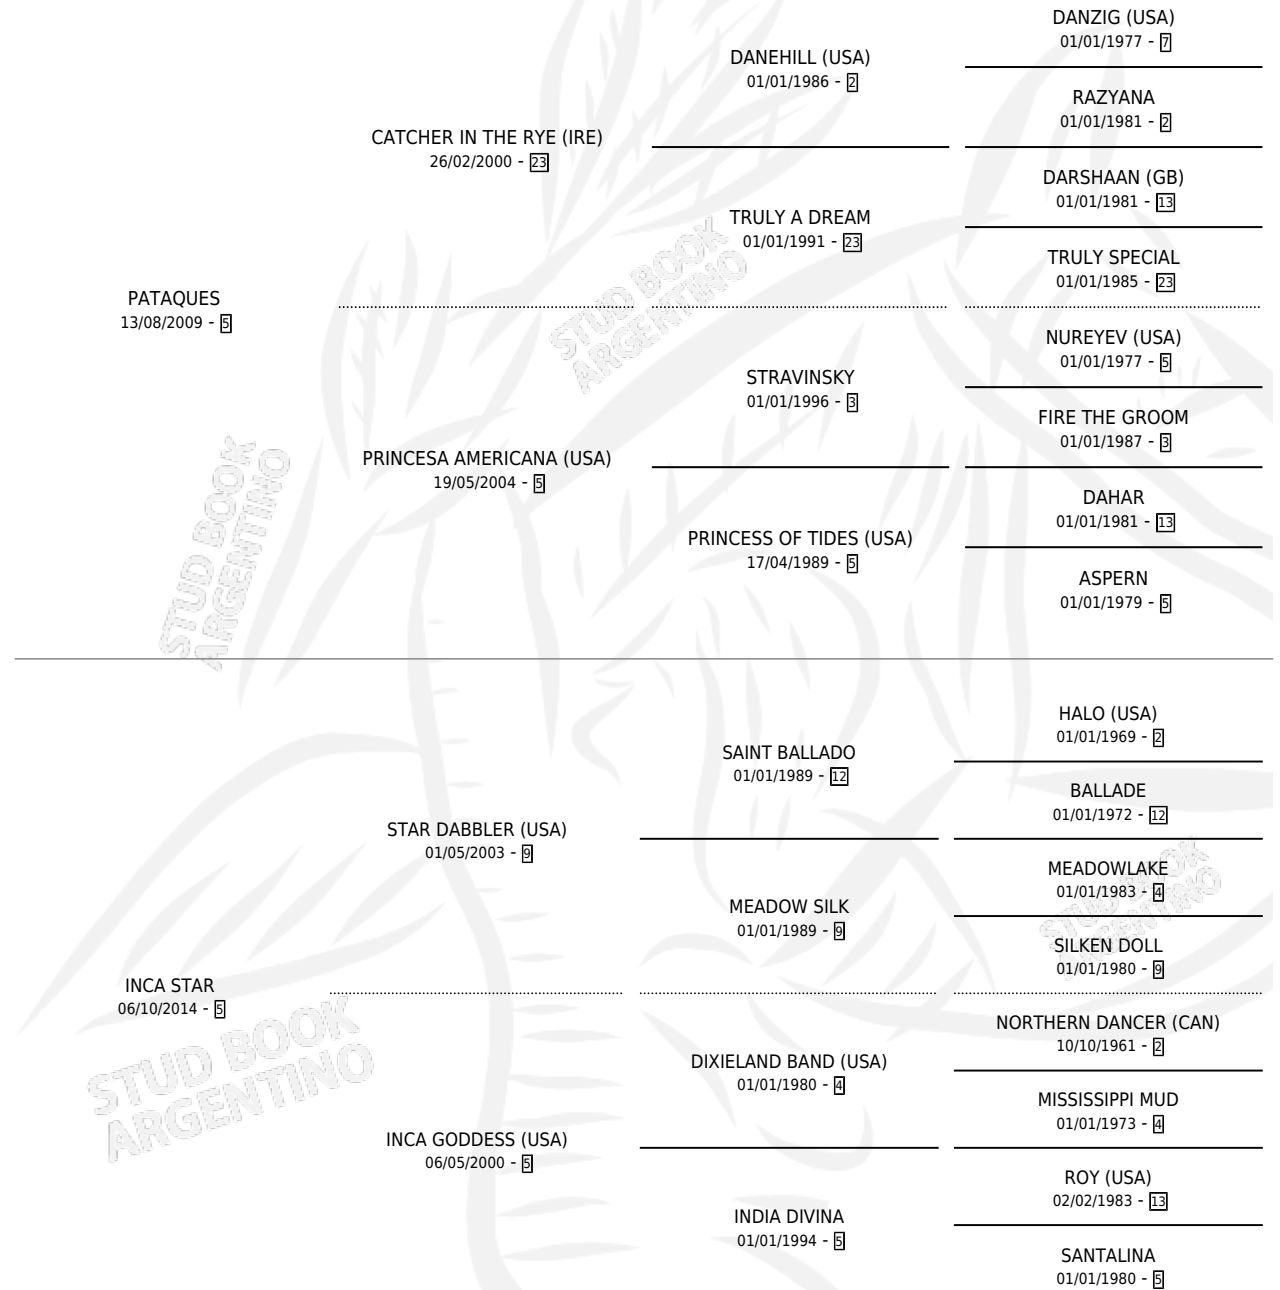 DANZIG (USA)
01/01/1977 - 7
DANEHILL (USA)
01/01/1986 - 2
RAZYANA
01/01/1981 - 2
CATCHER IN THE RYE (IRE)
26/02/2000 - 23
DARSHAAN (GB)
01/01/1981 - 13
TRULY A DREAM
01/01/1991 - 23
TRULY SPECIAL
01/01/1985 - 23
PATAQUES
13/08/2009 - 5
NUREYEV (USA)
01/01/1977 - 5
STRAVINSKY
01/01/1996 - 3
FIRE THE GROOM
01/01/1987 - 3
PRINCESA AMERICANA (USA)
19/05/2004 - 5
DAHAR
01/01/1981 - 13
PRINCESS OF TIDES (USA)
17/04/1989 - 5
ASPERN
01/01/1979 - 5
HALO (USA)
01/01/1969 - 2
SAINT BALLADO
01/01/1989 - 12
BALLADE
01/01/1972 - 12
STAR DABBLER (USA)
01/05/2003 - 9
MEADOWLAKE
01/01/1983 - 4
MEADOW SILK
01/01/1989 - 9
SILKEN DOLL
01/01/1980 - 9
INCA STAR
06/10/2014 - 5
NORTHERN DANCER (CAN)
10/10/1961 - 2
DIXIELAND BAND (USA)
01/01/1980 - 4
MISSISSIPPI MUD
01/01/1973 - 4
INCA GODDESS (USA)
06/05/2000 - 5
ROY (USA)
02/02/1983 - 13
INDIA DIVINA
01/01/1994 - 5
SANTALINA
01/01/1980 - 5
STUD BOOK
ARGENTINO
STUD BOOK
ARGENTINO
STUD BOOK
ARGENTINO
STUD BOOK
ARGENTINO